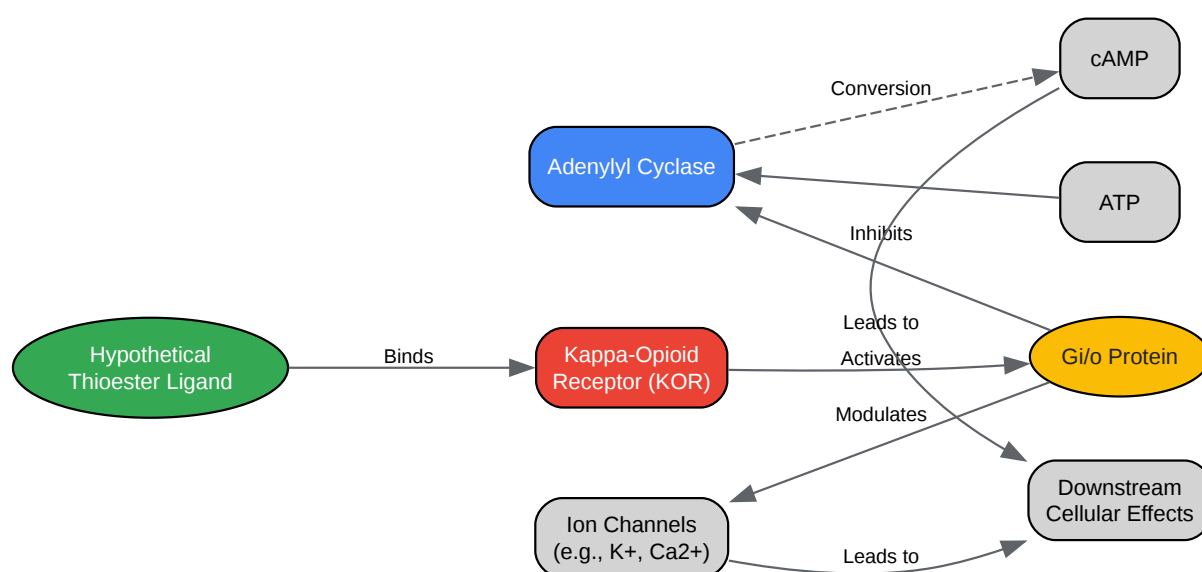 cAMP
Conversion
Adenylyl Cyclase
ATP
Inhibits
Hypothetical
Thioester Ligand
Binds
Kappa-Opioid
Receptor (KOR)
Leads to
Activates
Gi/o Protein
Modulates
Ion Channels
(e.g., K+, Ca2+)
Leads to
Downstream
Cellular Effects